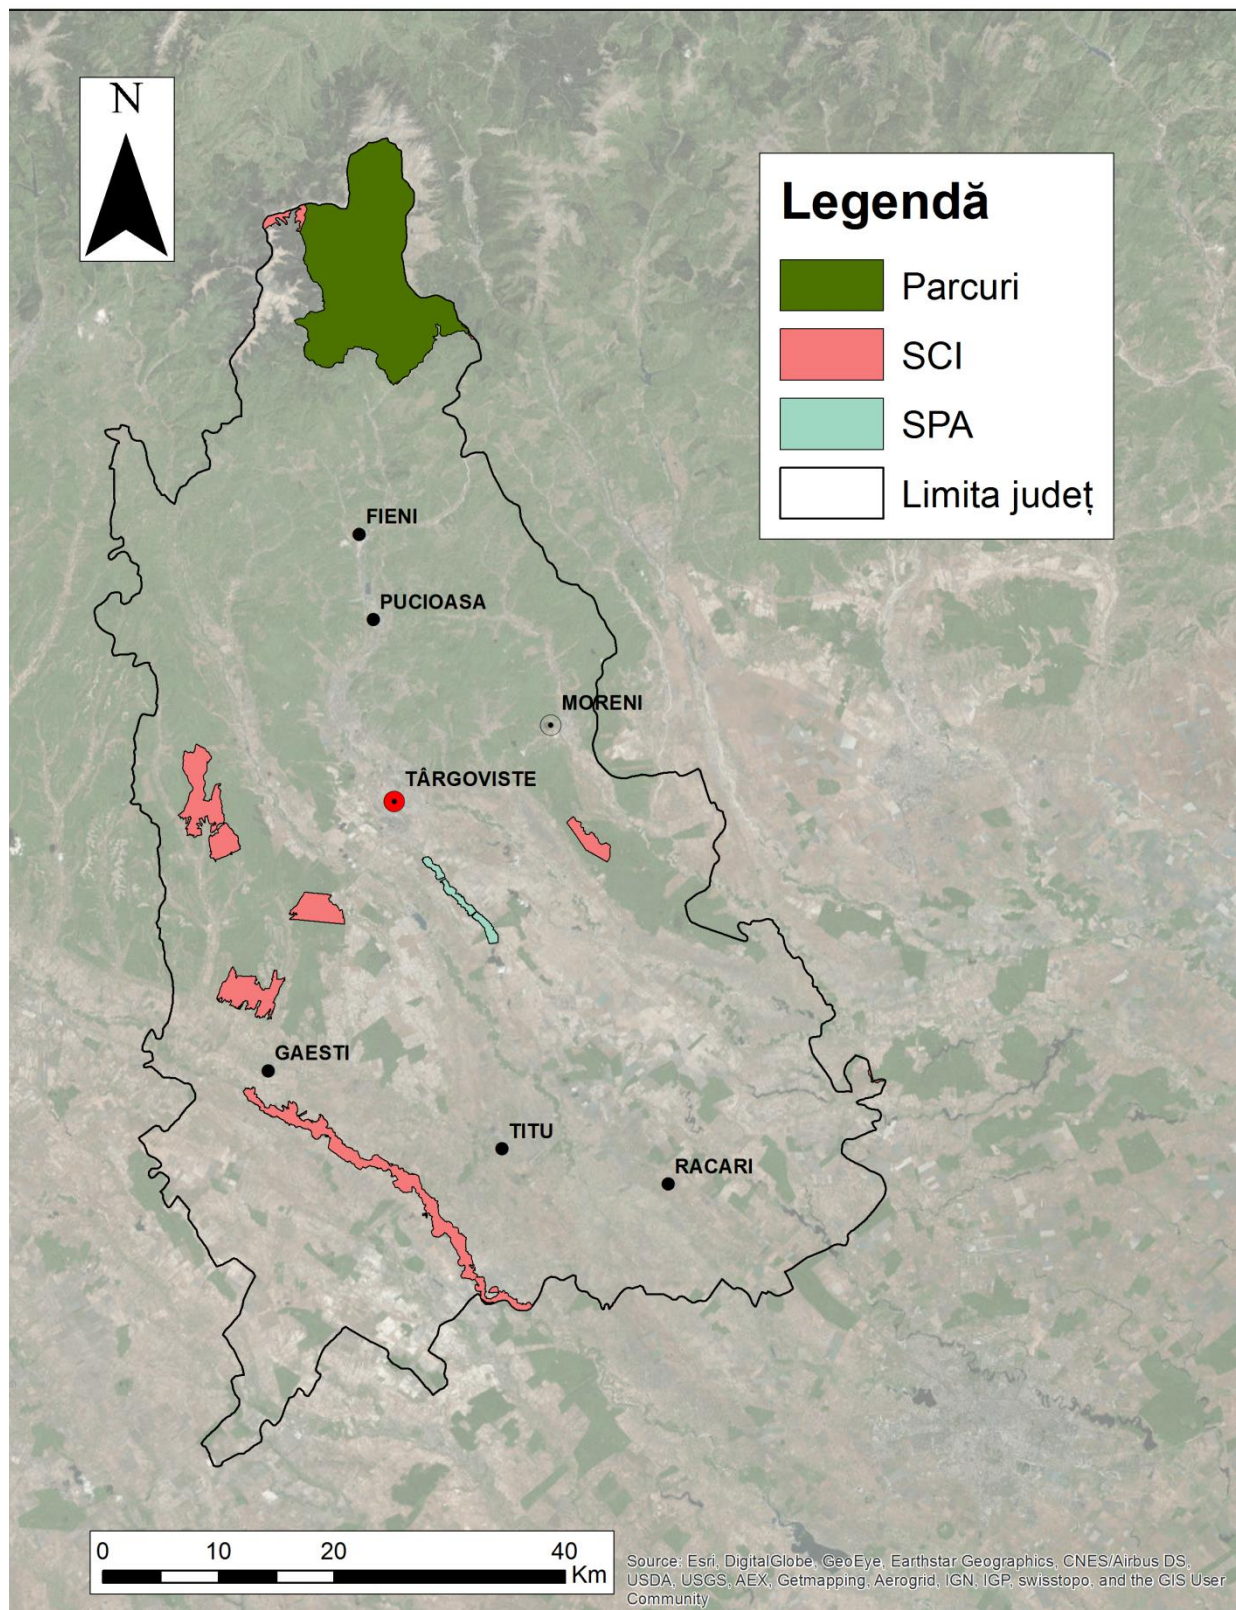 N
Legendă
Parcuri
SCI
SPA
Limita județ
FIENI
PUCIOASA
MORENI
TÂRGOVISTE
GAESTI
TITU
RACARI
0 10 20 40
Km
Source: Esri, DigitalGlobe, GeoEye, Earthstar Geographics, CNES/Airbus DS,
USDA, USGS, AEX, Getmapping, Aerogrid, IGN, IGP, swisstopo, and the GIS User
Community